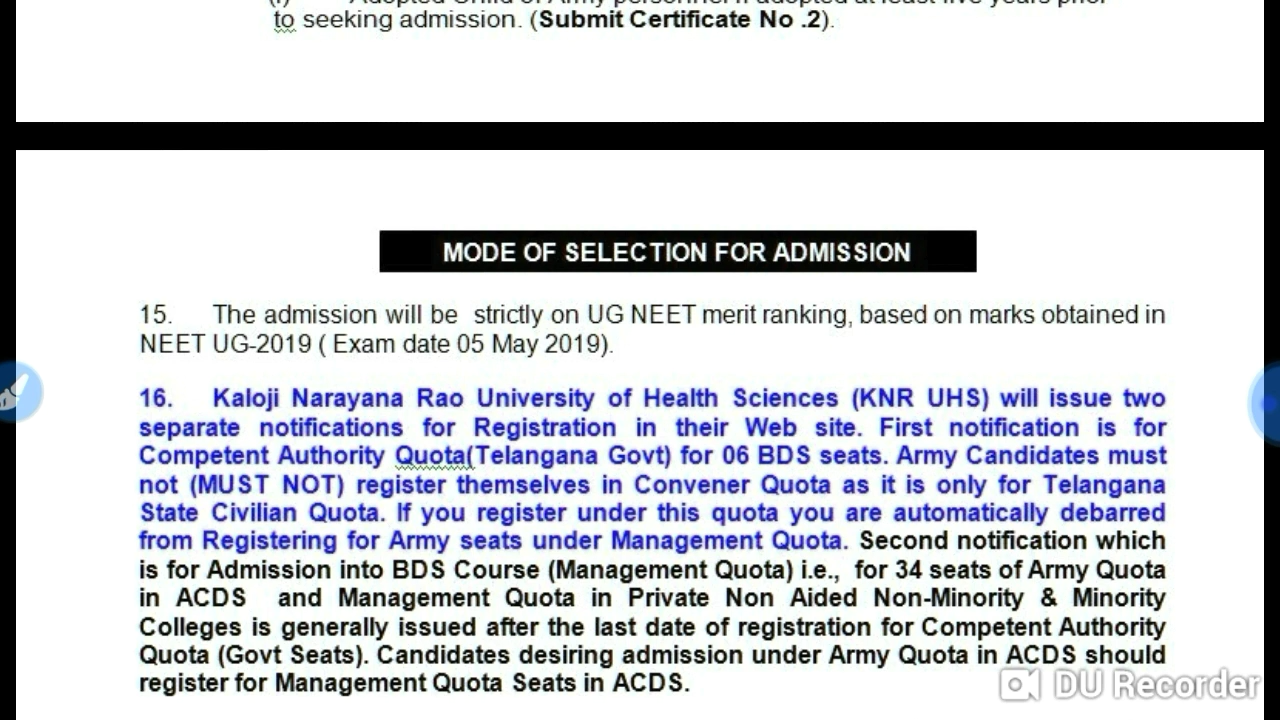 to seeking admission. (Submit Certificate No .2).
MODE OF SELECTION FOR ADMISSION
15. The admission will be strictly on UG NEET merit ranking, based on marks obtained in
NEET UG-2019 ( Exam date 05 May 2019).
16. Kaloji Narayana Rao University of Health Sciences (KNR UHS) will issue two
separate notifications for Registration in their Web site. First notification is for
Competent Authority Quota(Telangana Govt) for 06 BDS seats. Army Candidates must
not (MUST NOT) register themselves in Convener Quota as it is only for Telangana
State Civilian Quota. If you register under this quota you are automatically debarred
from Registering for Army seats under Management Quota. Second notification which
is for Admission into BDS Course (Management Quota) i.e., for 34 seats of Army Quota
in ACDS and Management Quota in Private Non Aided Non-Minority & Minority
Colleges is generally issued after the last date of registration for Competent Authority
Quota (Govt Seats). Candidates desiring admission under Army Quota in ACDS should
register for Management Quota Seats in ACDS.
DU Recorder